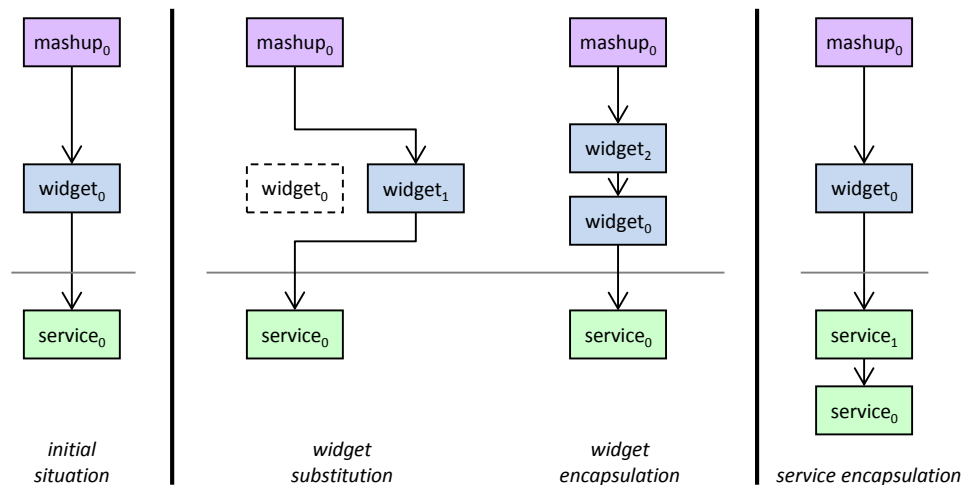 mashup₀
widget₀
service₀
initial
situation
mashup₀
widget₀
widget₁
service₀
widget
substitution
mashup₀
widget₂
widget₀
service₀
widget
encapsulation
mashup₀
widget₀
service₁
service₀
service encapsulation